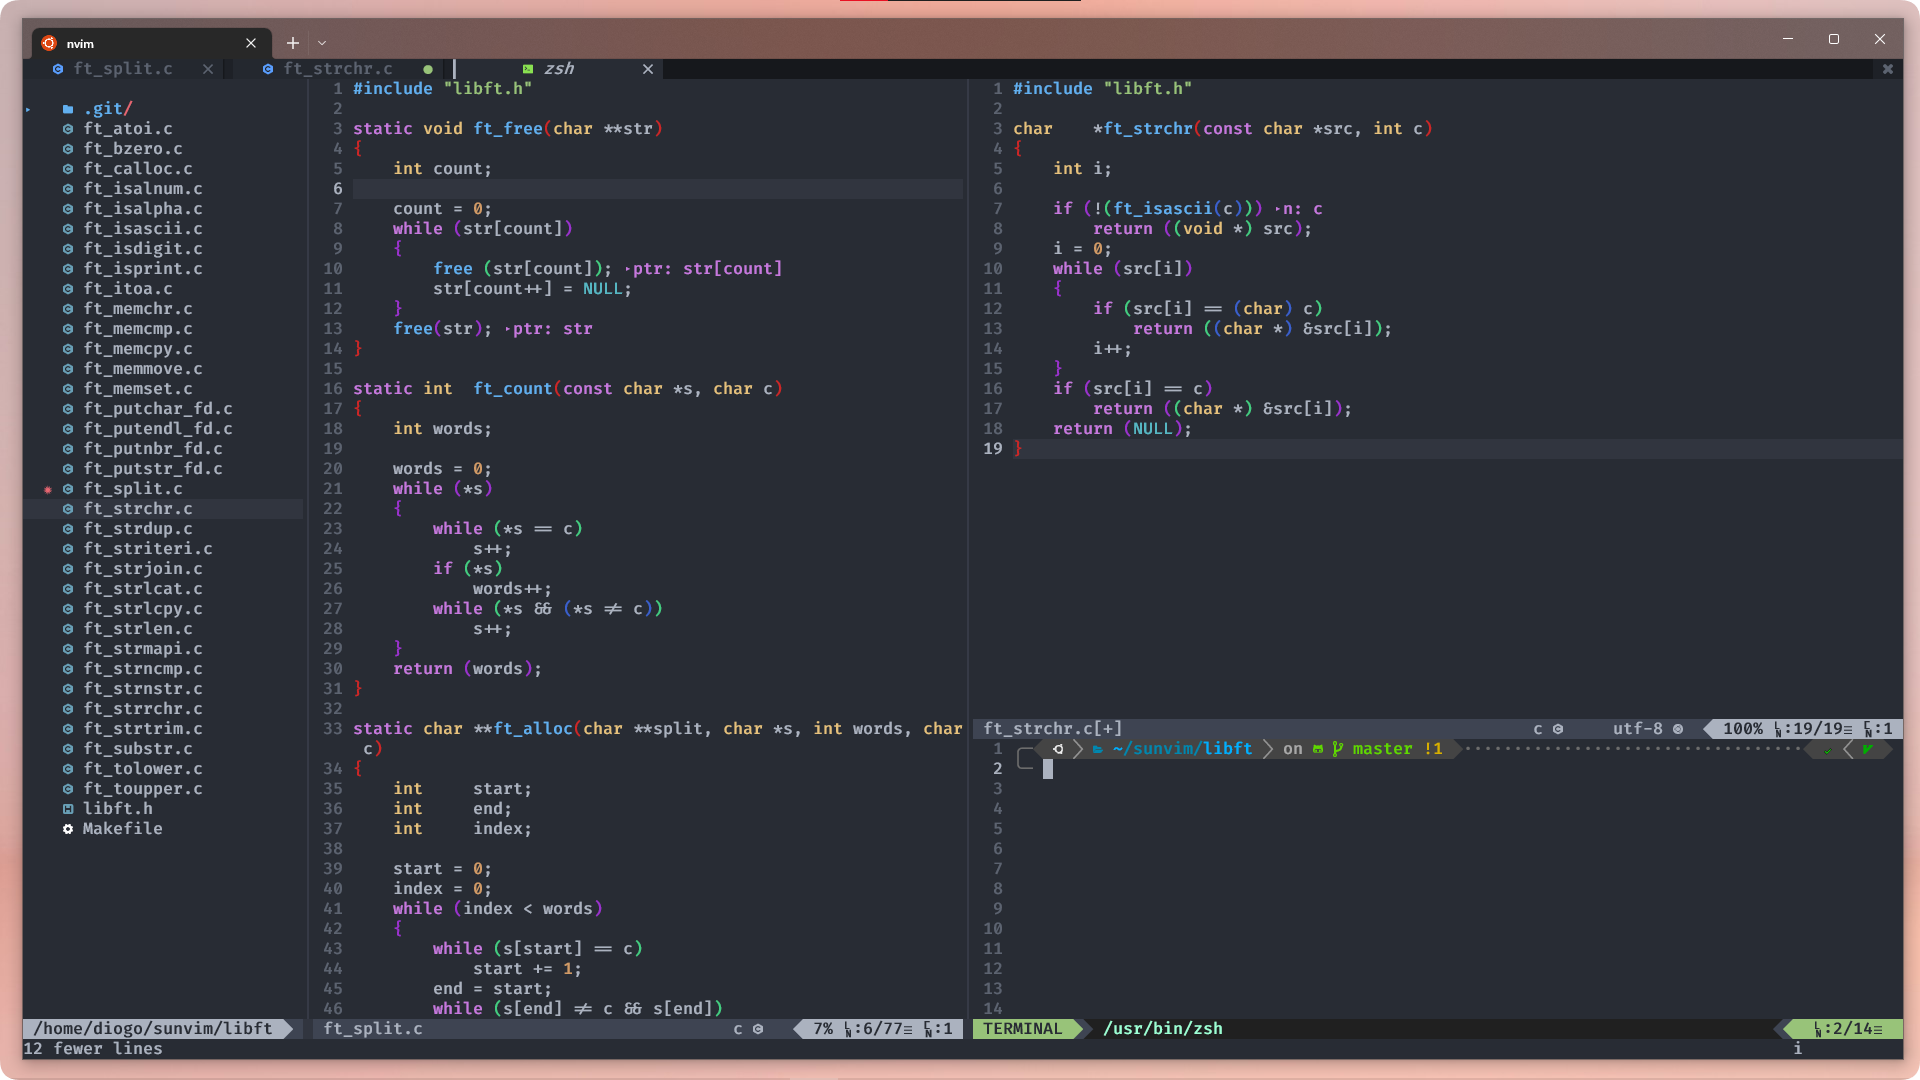 nvim
ft_split.c
ft_strchr.c
zsh
.git/
ft_atoi.c
ft_bzero.c
ft_calloc.c
ft_isalnum.c
ft_isalpha.c
ft_isascii.c
ft_isdigit.c
ft_isprint.c
ft_itoa.c
ft_memchr.c
ft_memcmp.c
ft_memcpy.c
ft_memmove.c
ft_memset.c
ft_putchar_fd.c
ft_putendl_fd.c
ft_putnbr_fd.c
ft_putstr_fd.c
ft_split.c
ft_strchr.c
ft_strdup.c
ft_striteri.c
ft_strjoin.c
ft_strlcat.c
ft_strlcpy.c
ft_strlen.c
ft_strmapi.c
ft_strncmp.c
ft_strnstr.c
ft_strrchr.c
ft_strtrim.c
ft_substr.c
ft_tolower.c
ft_toupper.c
libft.h
Makefile
/home/diogo/sunvim/libft
1 #include "libft.h"
2
3 static void ft_free(char **str)
4 {
5     int count;
6
7     count = 0;
8     while (str[count])
9     {
10         free (str[count]); ‣ptr: str[count]
11         str[count++] = NULL;
12     }
13     free(str); ‣ptr: str
14 }
15
16 static int  ft_count(const char *s, char c)
17 {
18     int words;
19
20     words = 0;
21     while (*s)
22     {
23         while (*s == c)
24             s++;
25         if (*s)
26             words++;
27         while (*s && (*s != c))
28             s++;
29     }
30     return (words);
31 }
32
33 static char **ft_alloc(char **split, char *s, int words, char
c)
34 {
35     int     start;
36     int     end;
37     int     index;
38
39     start = 0;
40     index = 0;
41     while (index < words)
42     {
43         while (s[start] == c)
44             start += 1;
45         end = start;
46         while (s[end] != c && s[end])
ft_split.c c 7% LN:6/77≡ CN:1
1 #include "libft.h"
2
3 char    *ft_strchr(const char *src, int c)
4 {
5     int i;
6
7     if (!(ft_isascii(c))) ‣n: c
8         return ((void *) src);
9     i = 0;
10     while (src[i])
11     {
12         if (src[i] == (char) c)
13             return ((char *) &src[i]);
14         i++;
15     }
16     if (src[i] == c)
17         return ((char *) &src[i]);
18     return (NULL);
19 }
ft_strchr.c[+] c utf-8 100% LN:19/19≡ CN:1
1 ~/sunvim/libft on master !1
2
3
4
5
6
7
8
9
10
11
12
13
14
TERMINAL /usr/bin/zsh LN:2/14≡
12 fewer lines i